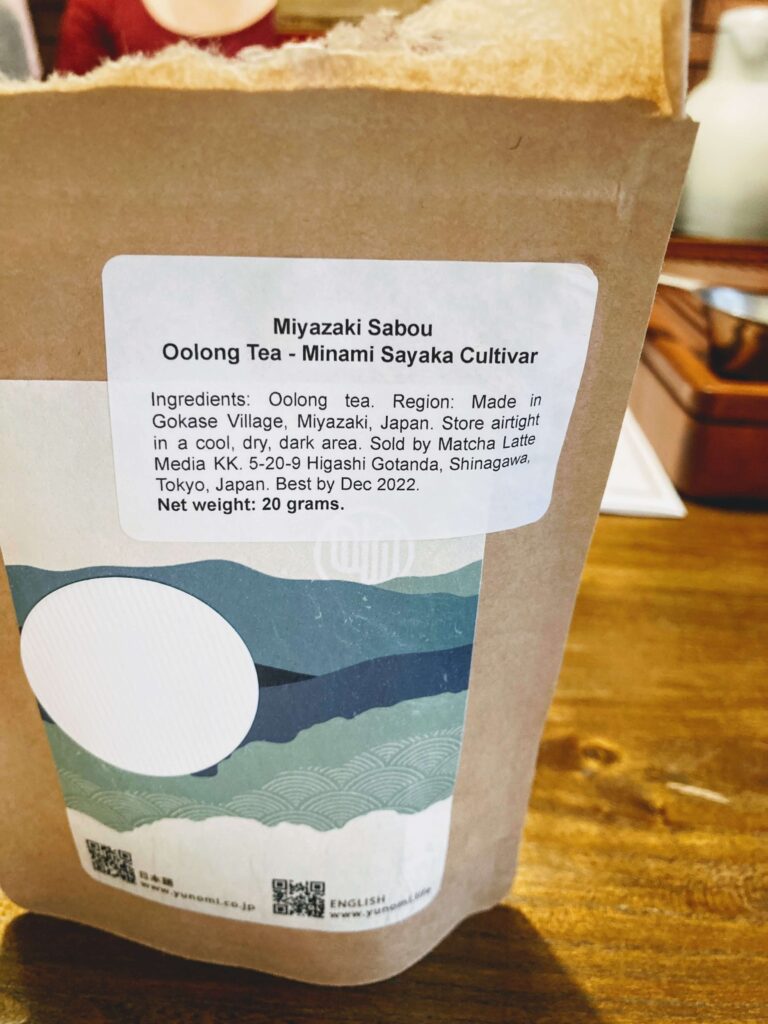 Miyazaki Sabou
Oolong Tea - Minami Sayaka Cultivar
Ingredients: Oolong tea. Region: Made in
Gokase Village, Miyazaki, Japan. Store airtight
in a cool, dry, dark area. Sold by Matcha Latte
Media KK. 5-20-9 Higashi Gotanda, Shinagawa,
Tokyo, Japan. Best by Dec 2022.
Net weight: 20 grams.
日本語
www.yunomi.co.jp
ENGLISH
www.yunomi.life